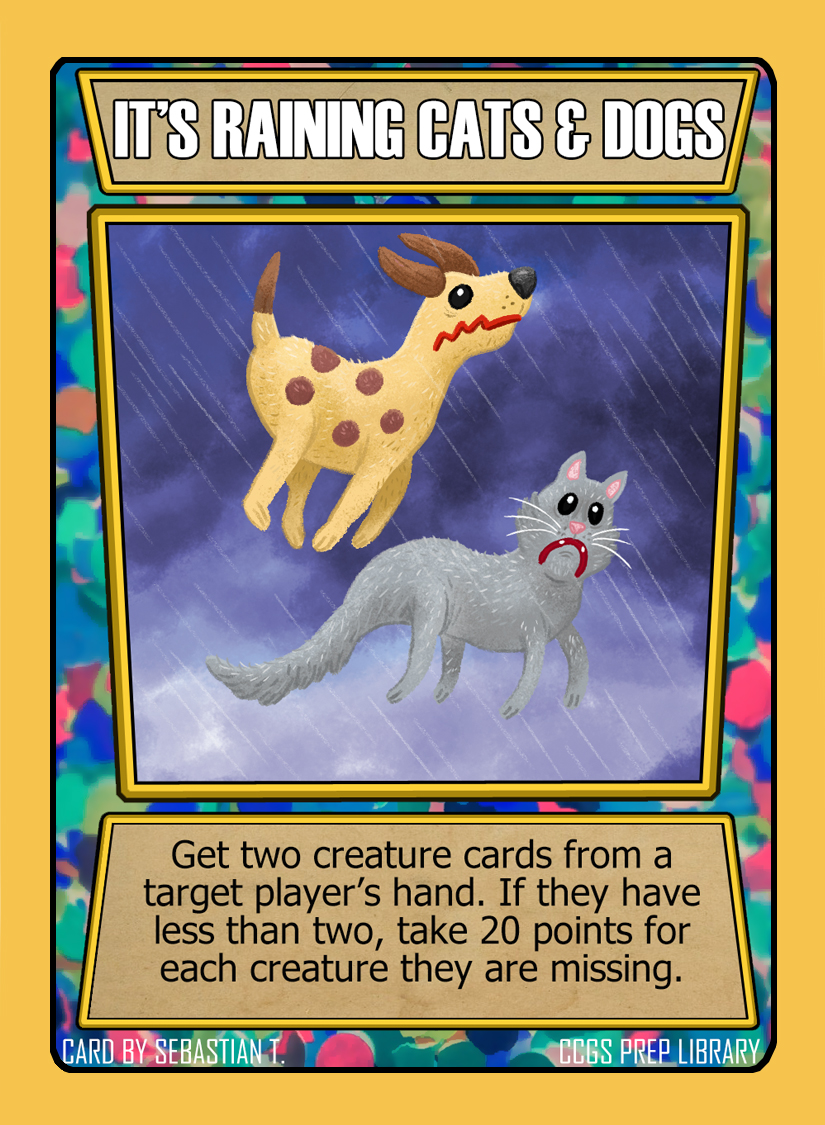 IT'S RAINING CATS & DOGS
Get two creature cards from a
target player's hand. If they have
less than two, take 20 points for
each creature they are missing.
CARD BY SEBASTIAN T.
CCGS PREP LIBRARY